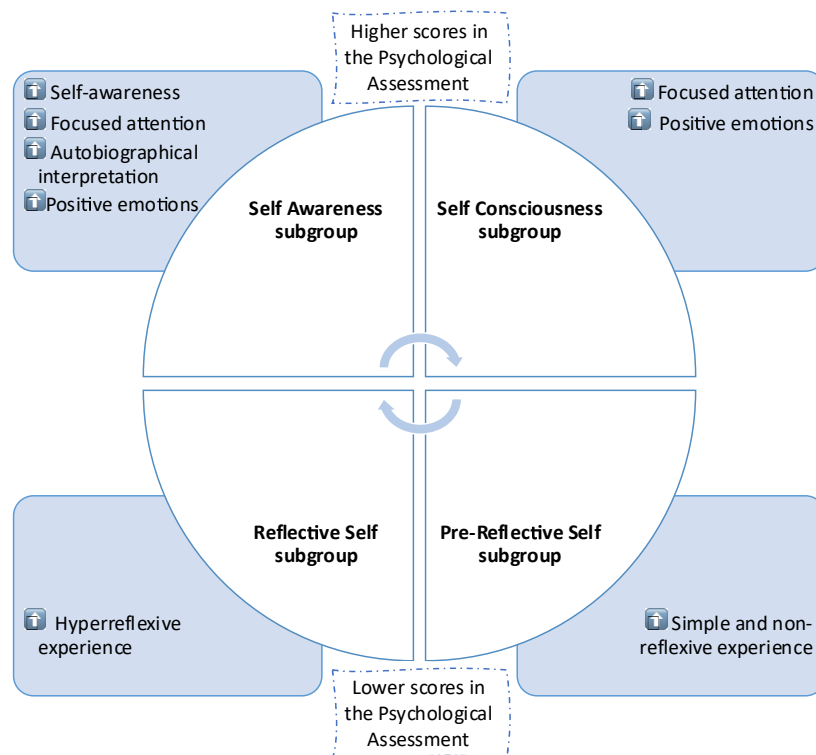 Higher scores in
the Psychological
Assessment
Self-awareness
Focused attention
Autobiographical
interpretation
Positive emotions
Focused attention
Positive emotions
Self Awareness
subgroup
Self Consciousness
subgroup
Reflective Self
subgroup
Pre-Reflective Self
subgroup
Hyperreflexive
experience
Simple and non-
reflexive experience
Lower scores in
the Psychological
Assessment